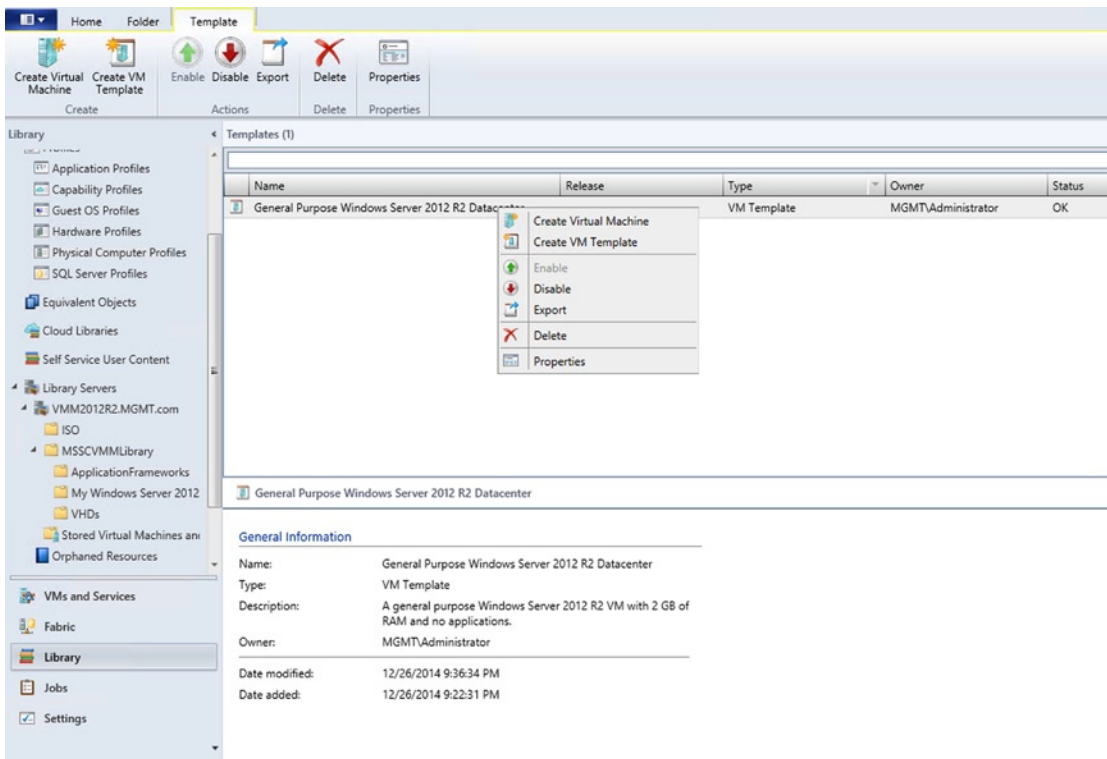 Home Folder Template
Create Virtual Machine
Create VM Template
Enable Disable Export Delete Properties
Create Actions Delete Properties
Library
Templates (1)
Application Profiles
Capability Profiles
Guest OS Profiles
Hardware Profiles
Physical Computer Profiles
SQL Server Profiles
Equivalent Objects
Cloud Libraries
Self Service User Content
Library Servers
VMM2012R2.MGMT.com
ISO
MSSCVMMLibrary
ApplicationFrameworks
My Windows Server 2012
VHDs
Stored Virtual Machines an
Orphaned Resources
VMs and Services
Fabric
Library
Jobs
Settings
Name Release Type Owner Status
General Purpose Windows Server 2012 R2 Datacenter VM Template MGMT\Administrator OK
Create Virtual Machine
Create VM Template
Enable
Disable
Export
Delete
Properties
General Purpose Windows Server 2012 R2 Datacenter
General Information
Name: General Purpose Windows Server 2012 R2 Datacenter
Type: VM Template
Description: A general purpose Windows Server 2012 R2 VM with 2 GB of
RAM and no applications.
Owner: MGMT\Administrator
Date modified: 12/26/2014 9:36:34 PM
Date added: 12/26/2014 9:22:31 PM